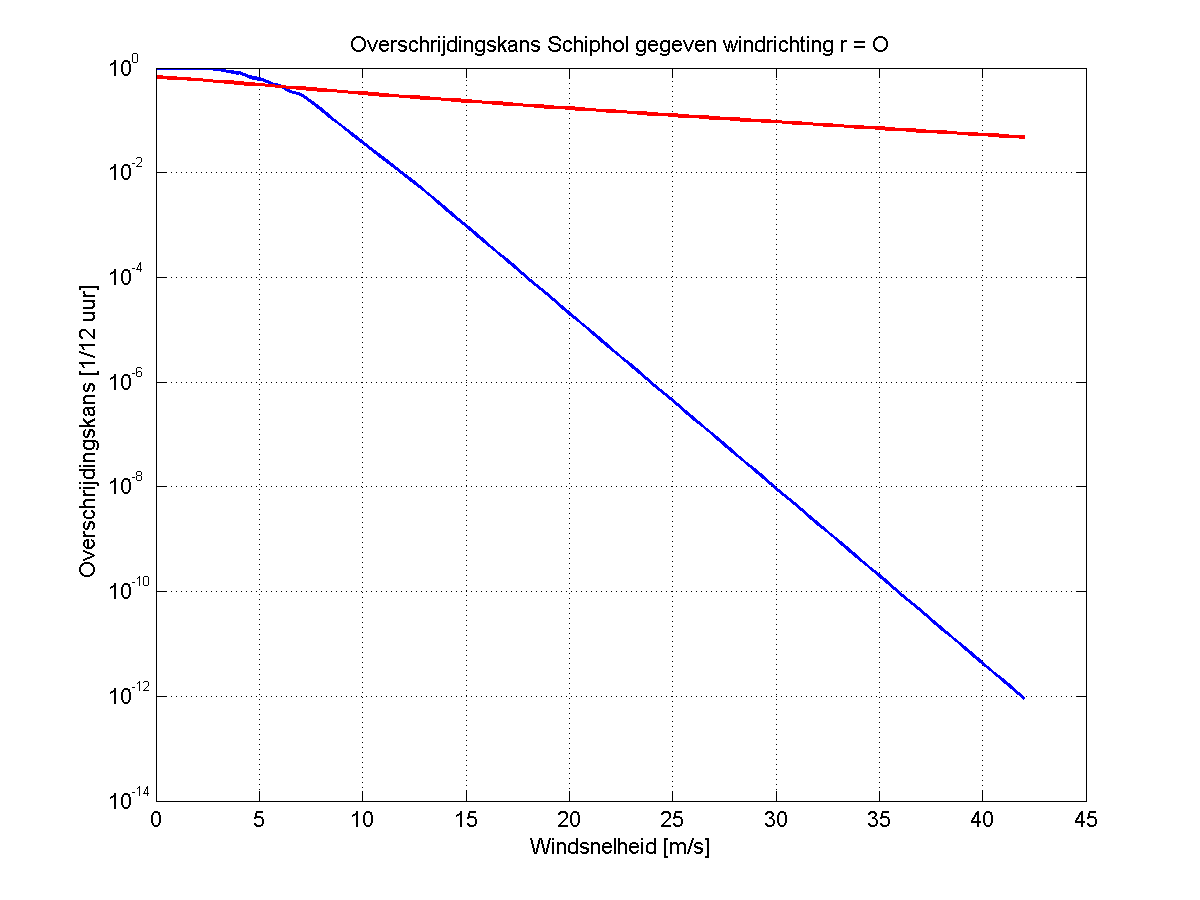 Overschrijdingskans Schiphol gegeven windrichting r = O
10^0
10^-2
10^-4
10^-6
10^-8
10^-10
10^-12
10^-14
Overschrijdingskans [1/12 uur]
0 5 10 15 20 25 30 35 40 45
Windsnelheid [m/s]